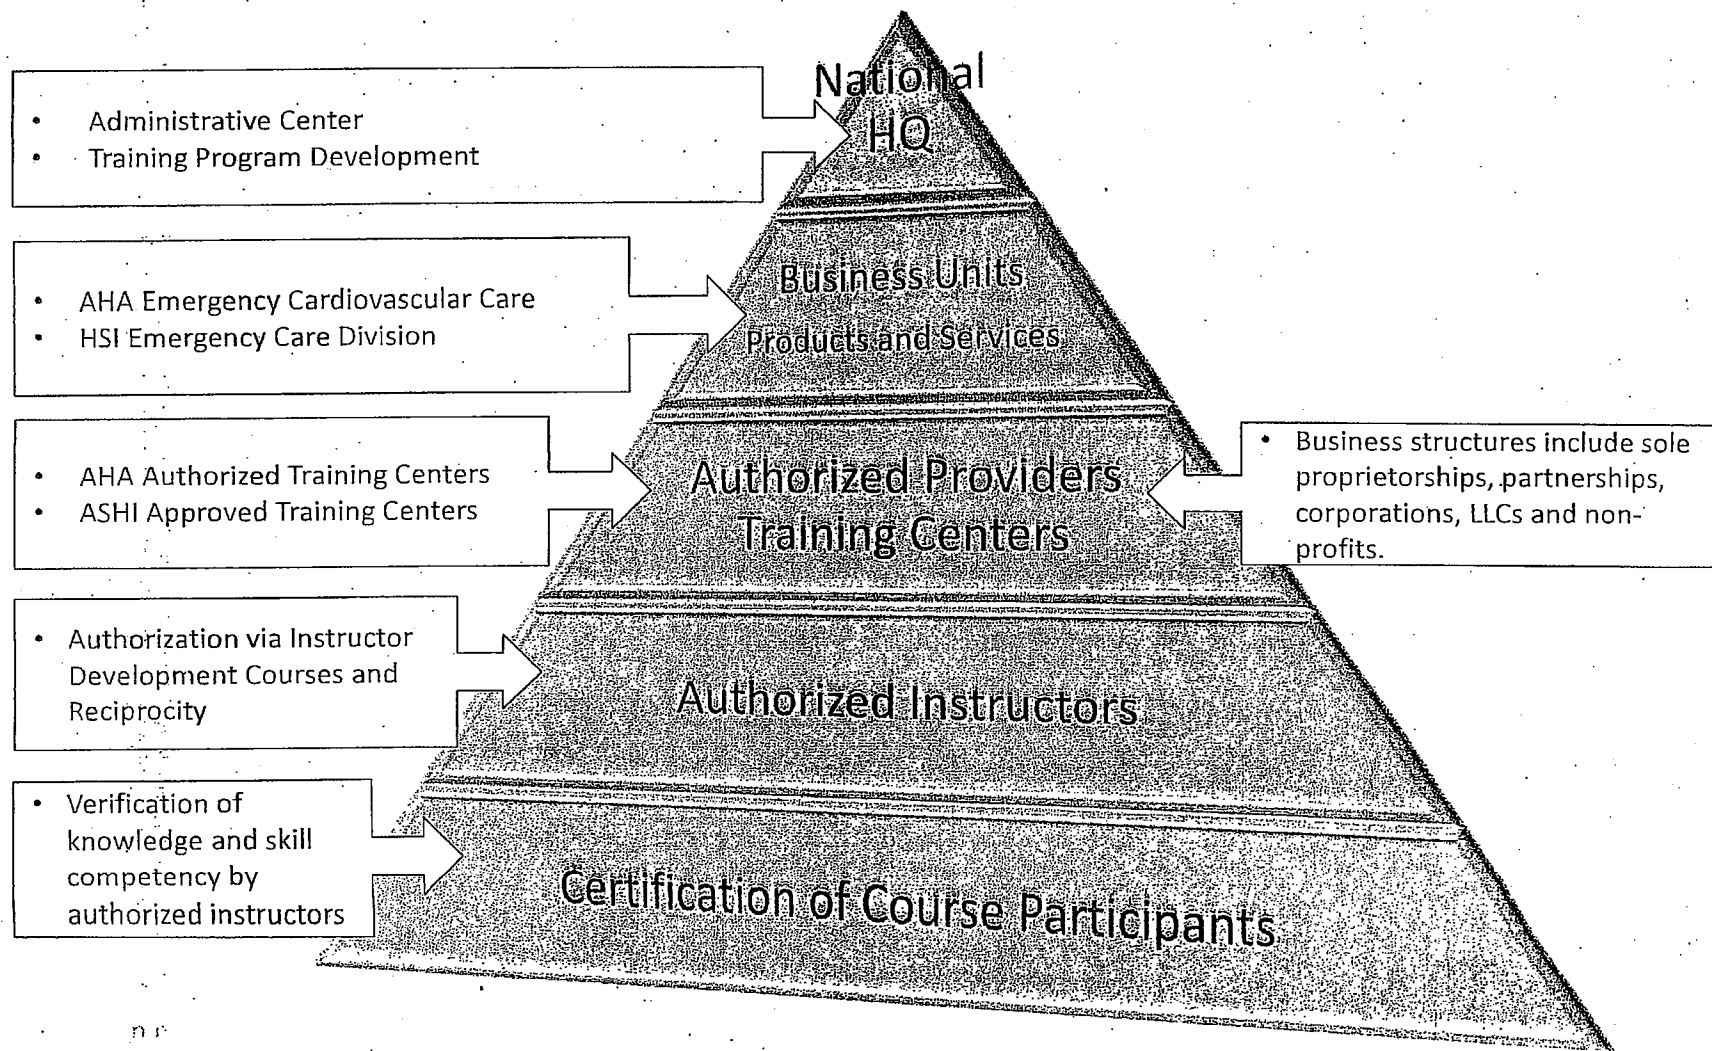 National
HQ
• Administrative Center
• Training Program Development
Business Units
Products and Services
• AHA Emergency Cardiovascular Care
• HSI Emergency Care Division
Authorized Providers
Training Centers
• AHA Authorized Training Centers
• ASHI Approved Training Centers
• Business structures include sole
proprietorships, partnerships,
corporations, LLCs and non-
profits.
Authorized Instructors
• Authorization via Instructor
Development Courses and
Reciprocity
Certification of Course Participants
• Verification of
knowledge and skill
competency by
authorized instructors